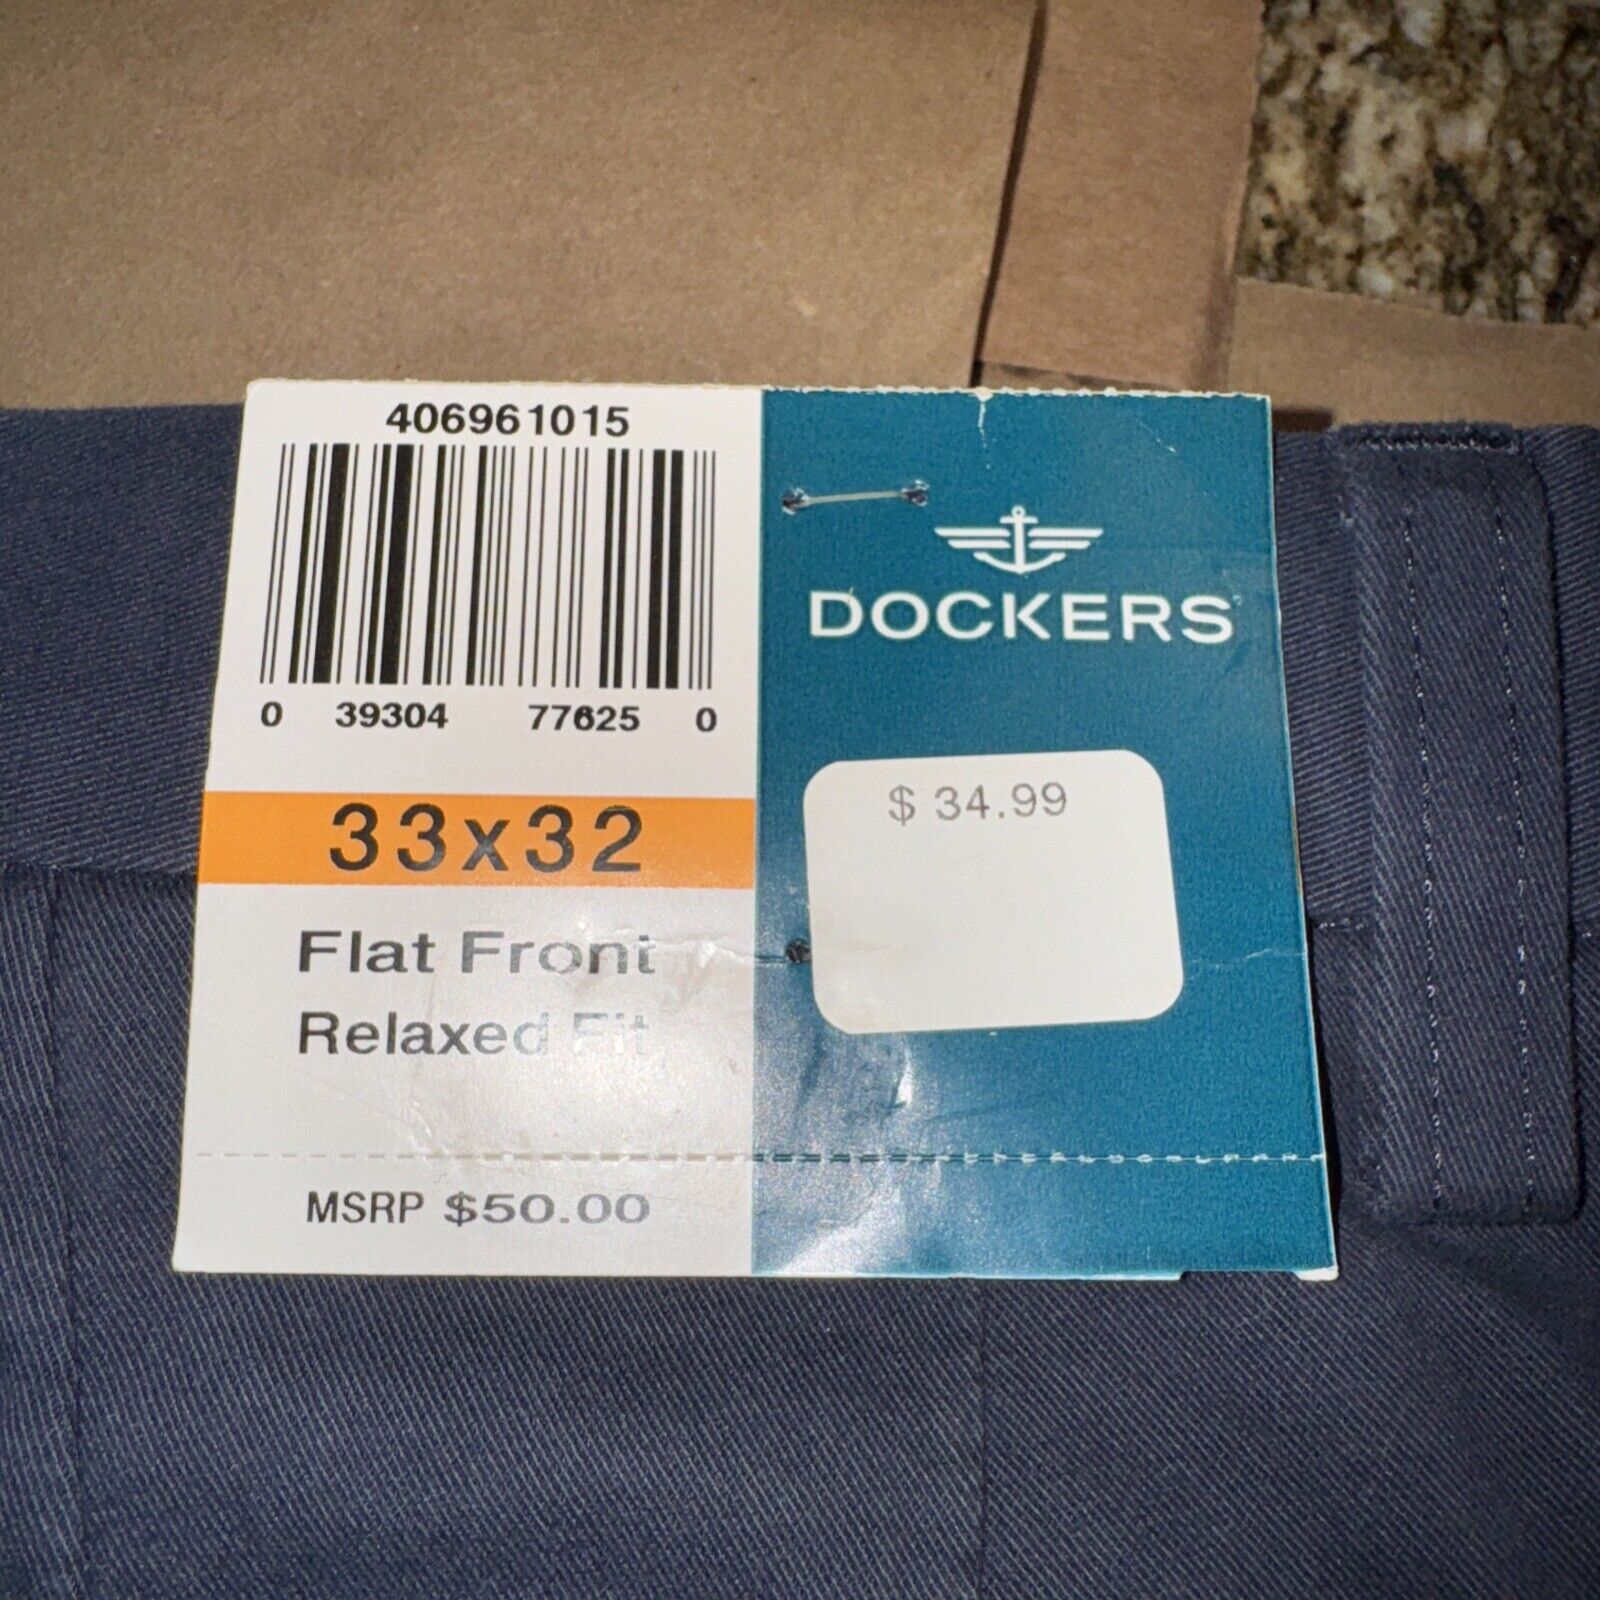 406961015
0 39304 77625 0
33x32
Flat Front
Relaxed Fit
MSRP $50.00
DOCKERS
$ 34.99